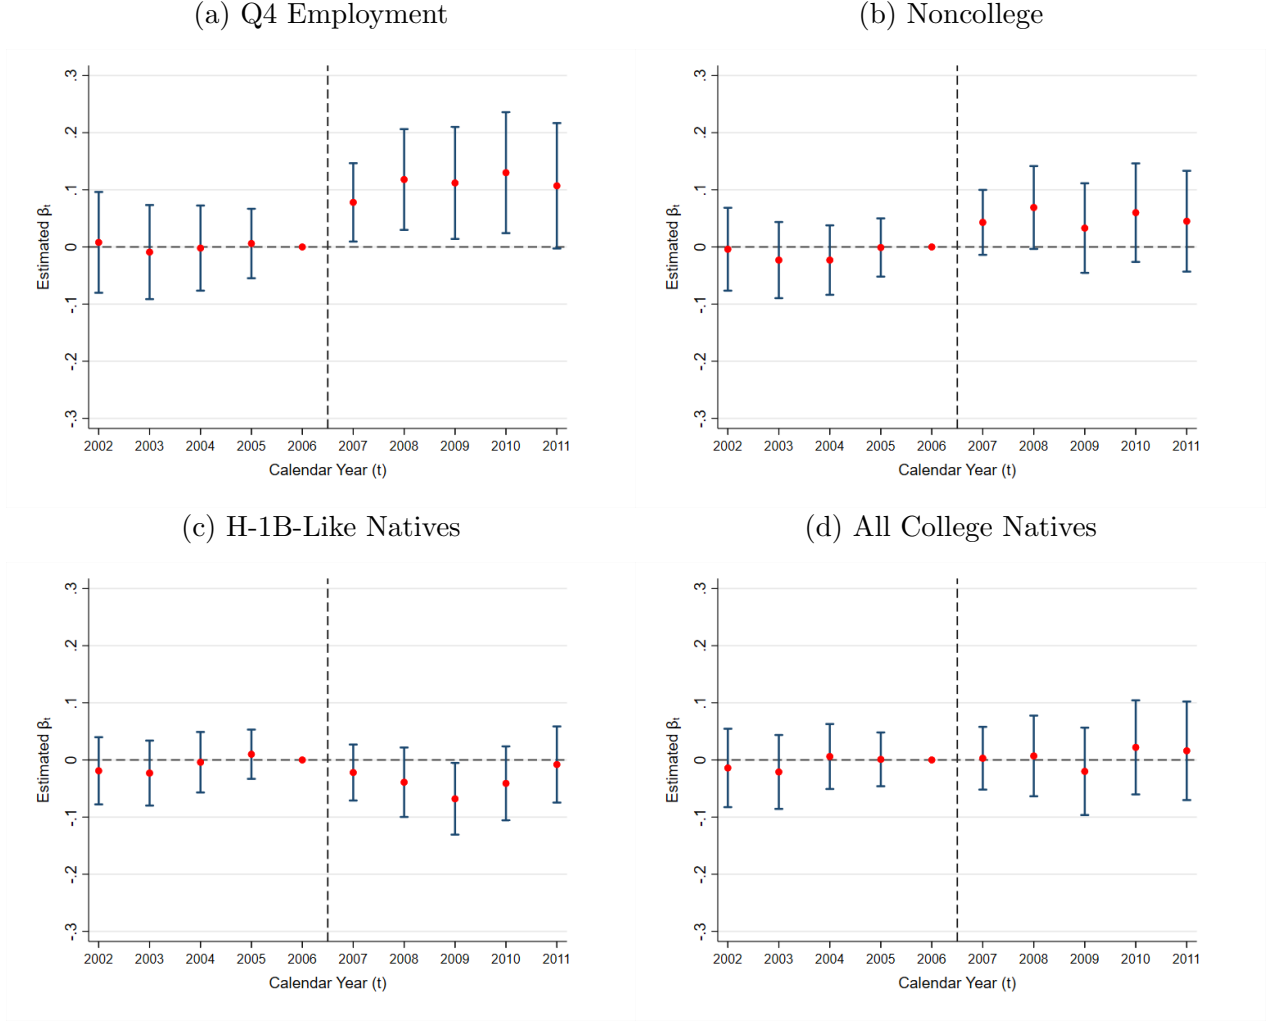 (a) Q4 Employment
Estimated βt
.3
.2
.1
0
-.1
-.2
-.3
2002 2003 2004 2005 2006 2007 2008 2009 2010 2011
Calendar Year (t)
(b) Noncollege
Estimated βt
.3
.2
.1
0
-.1
-.2
-.3
2002 2003 2004 2005 2006 2007 2008 2009 2010 2011
Calendar Year (t)
(c) H-1B-Like Natives
Estimated βt
.3
.2
.1
0
-.1
-.2
-.3
2002 2003 2004 2005 2006 2007 2008 2009 2010 2011
Calendar Year (t)
(d) All College Natives
Estimated βt
.3
.2
.1
0
-.1
-.2
-.3
2002 2003 2004 2005 2006 2007 2008 2009 2010 2011
Calendar Year (t)